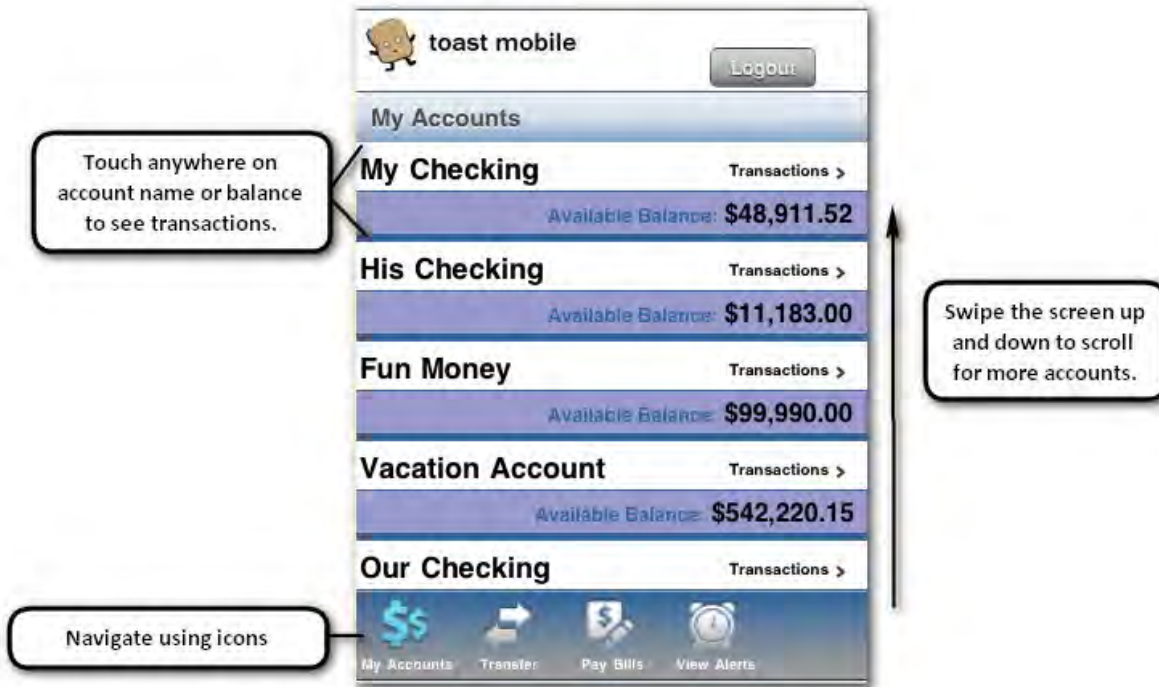 toast mobile
Logout
My Accounts
Touch anywhere on
account name or balance
to see transactions.
My Checking Transactions >
Available Balance: $48,911.52
His Checking Transactions >
Available Balance: $11,183.00
Fun Money Transactions >
Available Balance: $99,990.00
Vacation Account Transactions >
Available Balance: $542,220.15
Our Checking Transactions >
Swipe the screen up
and down to scroll
for more accounts.
Navigate using icons
$$
$
My Accounts Transfer Pay Bills View Alerts